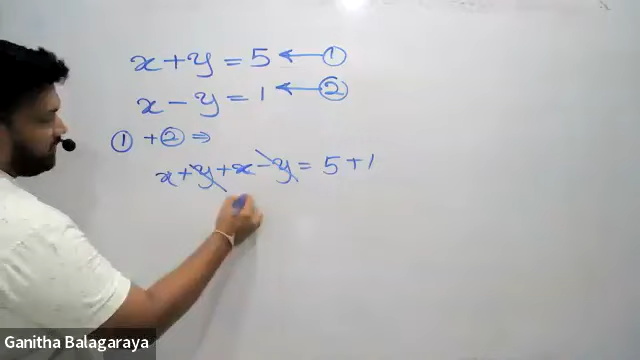 x + y = 5 ← ①
x - y = 1 ← ②
① + ② ⇒
x + y + x - y = 5 + 1
Ganitha Balagaraya